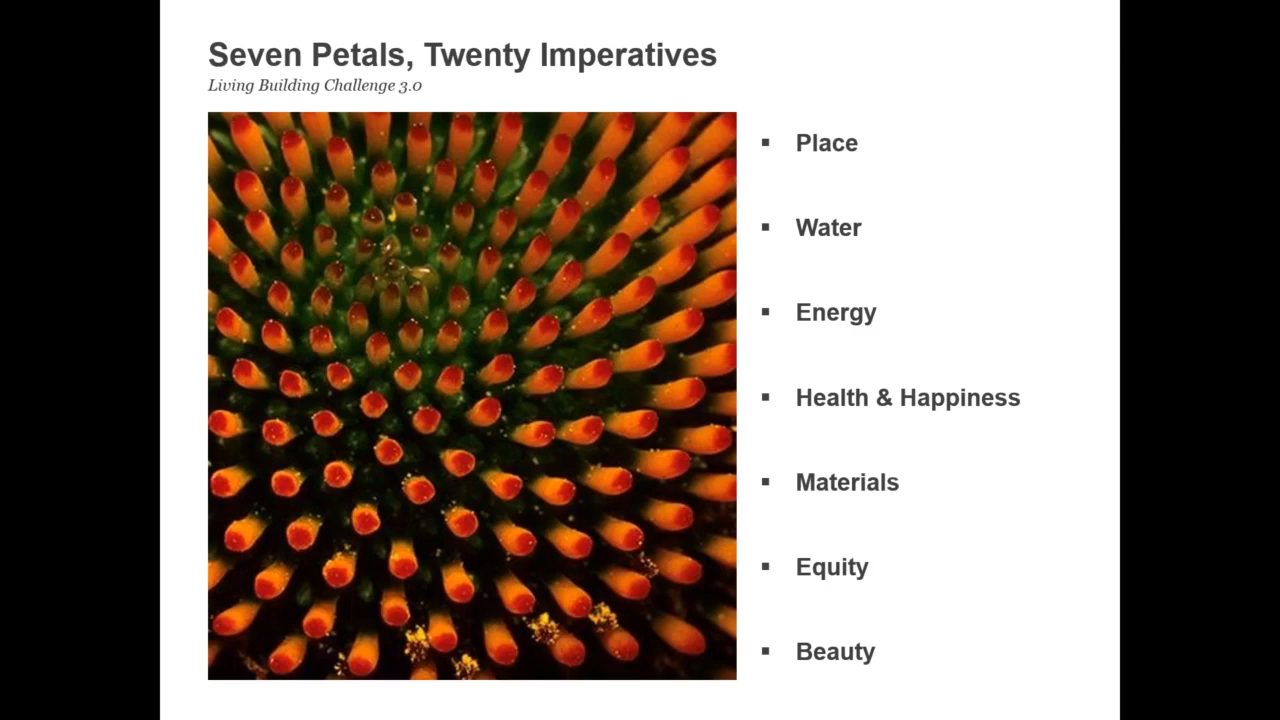 Seven Petals, Twenty Imperatives
Living Building Challenge 3.0
▪ Place
▪ Water
▪ Energy
▪ Health & Happiness
▪ Materials
▪ Equity
▪ Beauty